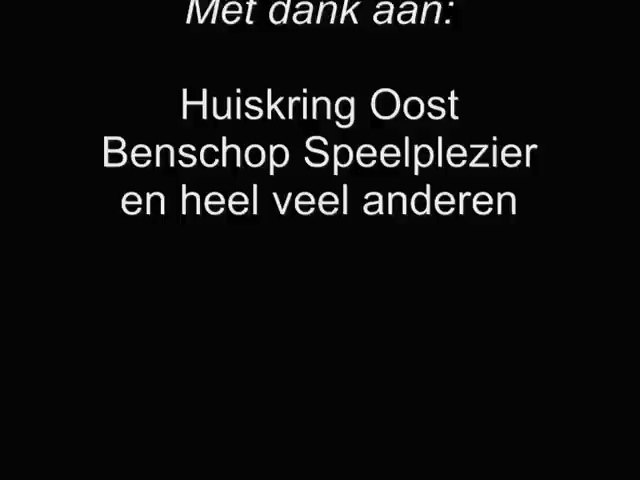 Met dank aan:
Huiskring Oost
Benschop Speelplezier
en heel veel anderen